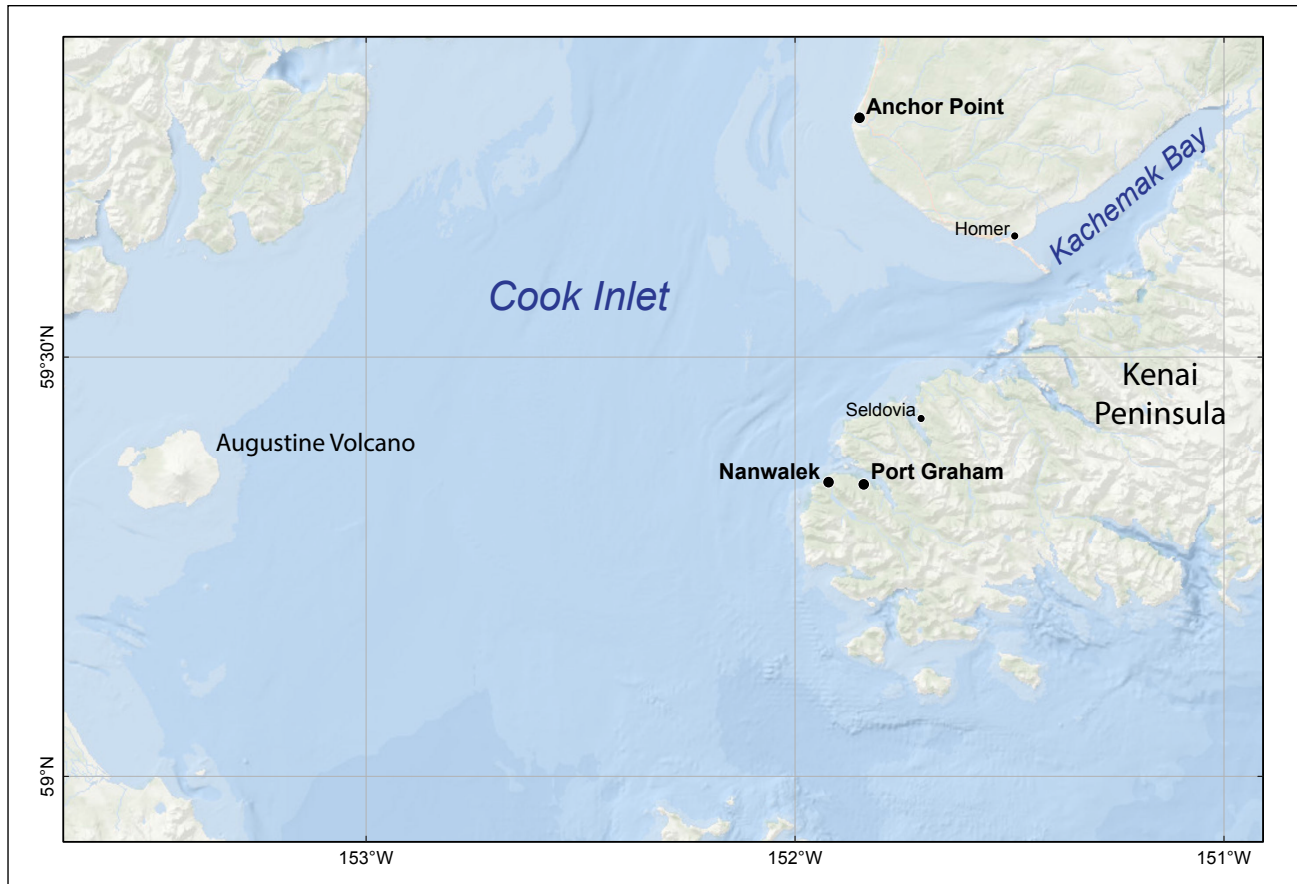 Anchor Point
Kachemak Bay
Homer
Cook Inlet
59°30'N
Kenai
Peninsula
Seldovia
Augustine Volcano
Nanwalek
Port Graham
59°N
153°W
152°W
151°W